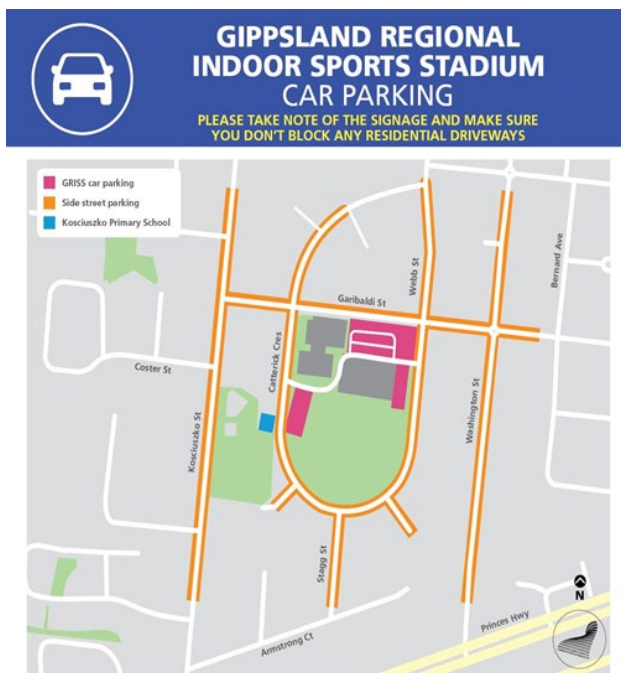 GIPPSLAND REGIONAL
INDOOR SPORTS STADIUM
CAR PARKING
PLEASE TAKE NOTE OF THE SIGNAGE AND MAKE SURE
YOU DON'T BLOCK ANY RESIDENTIAL DRIVEWAYS
GRISS car parking
Side street parking
Kosciuszko Primary School
Webb St
Bernard Ave
Garibaldi St
Catterick Cres
Coster St
Kosciuszko St
Washington St
Stagg St
N
Princes Hwy
Armstrong Ct